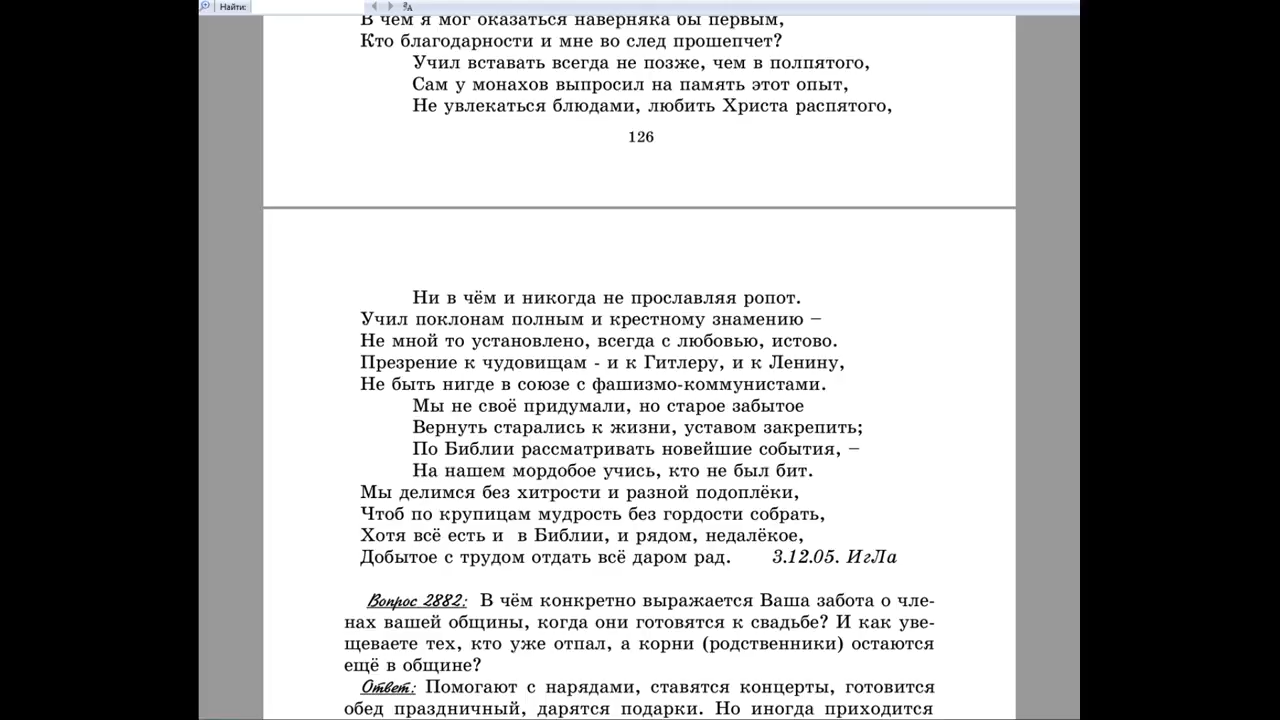 Найти:
В чём я мог оказаться наверняка бы первым,
Кто благодарности и мне во след прошепчет?
Учил вставать всегда не позже, чем в полпятого,
Сам у монахов выпросил на память этот опыт,
Не увлекаться блюдами, любить Христа распятого,
126
Ни в чём и никогда не прославляя ропот.
Учил поклонам полным и крестному знамению –
Не мной то установлено, всегда с любовью, истово.
Презрение к чудовищам - и к Гитлеру, и к Ленину,
Не быть нигде в союзе с фашизмо-коммунистами.
Мы не своё придумали, но старое забытое
Вернуть старались к жизни, уставом закрепить;
По Библии рассматривать новейшие события, –
На нашем мордобое учись, кто не был бит.
Мы делимся без хитрости и разной подоплёки,
Чтоб по крупицам мудрость без гордости собрать,
Хотя всё есть и в Библии, и рядом, недалёкое,
Добытое с трудом отдать всё даром рад. 3.12.05. ИгЛа
Вопрос 2882: В чём конкретно выражается Ваша забота о чле-
нах вашей общины, когда они готовятся к свадьбе? И как уве-
щеваете тех, кто уже отпал, а корни (родственники) остаются
ещё в общине?
Ответ: Помогают с нарядами, ставятся концерты, готовится
обед праздничный, дарятся подарки. Но иногда приходится